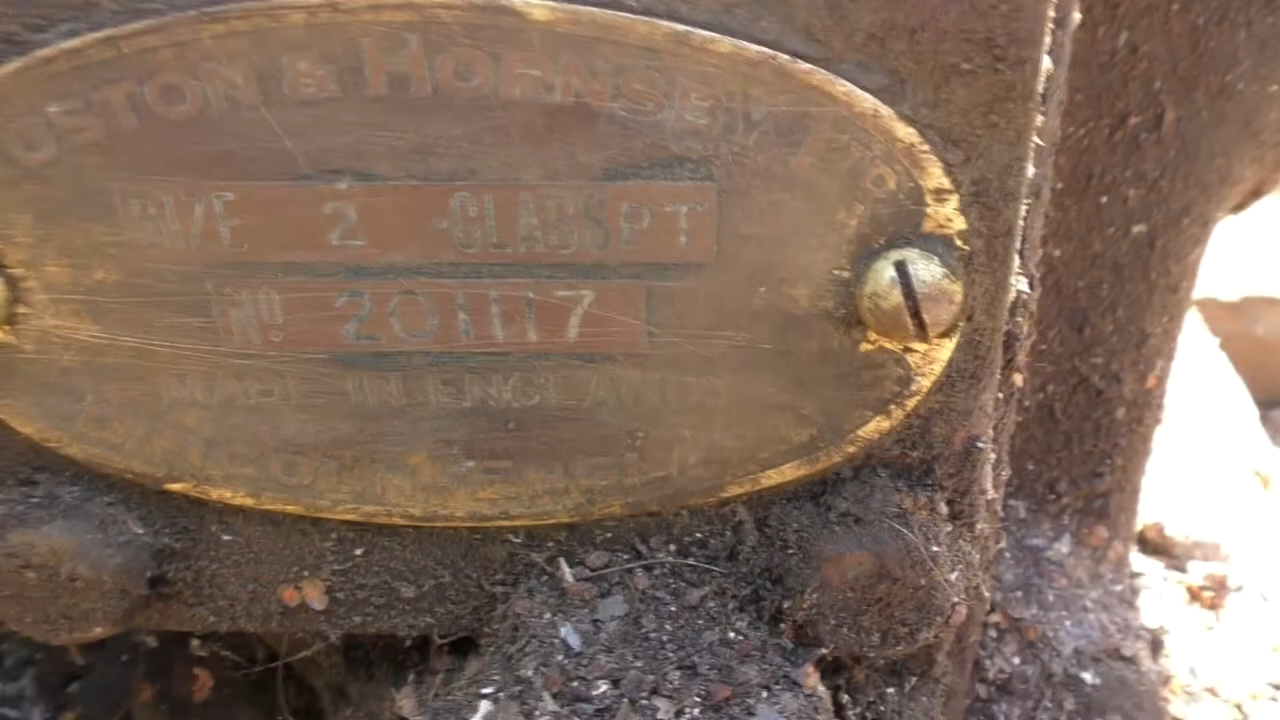 USTON & HORNSBY
SIZE 2 CLASS PT
No 201117
MADE IN ENGLAND